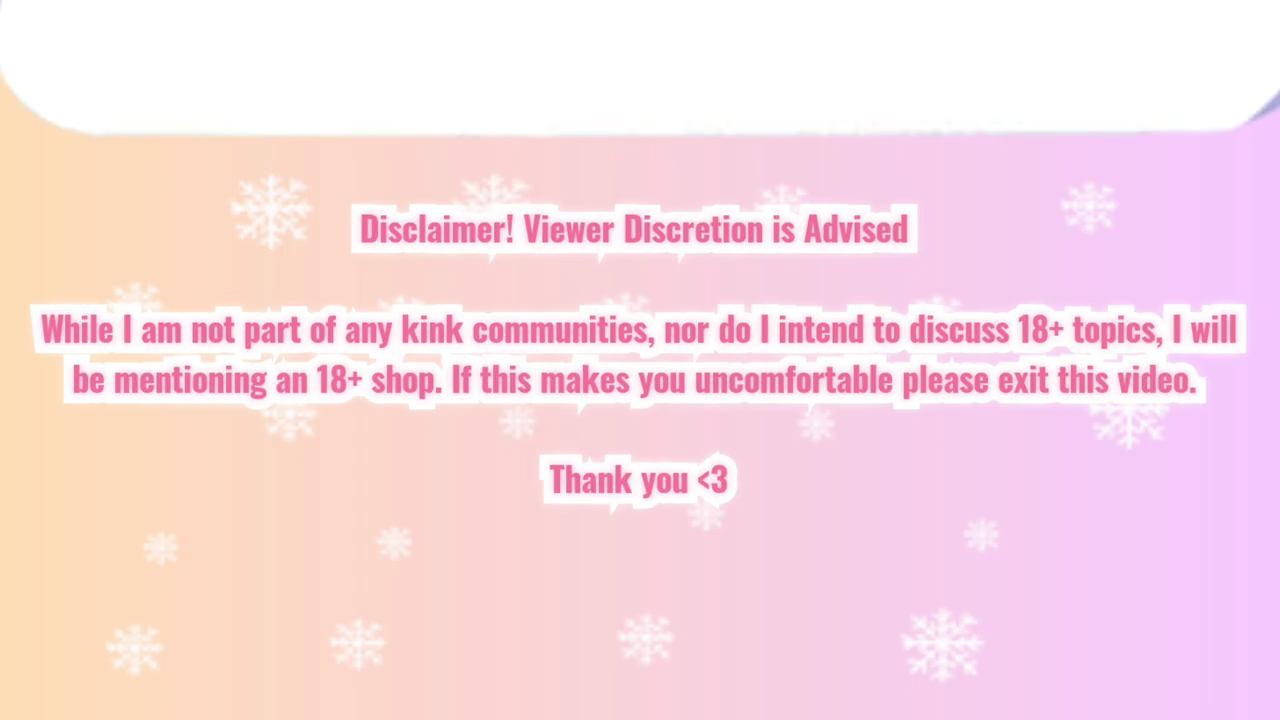 Disclaimer! Viewer Discretion is Advised
While I am not part of any kink communities, nor do I intend to discuss 18+ topics, I will
be mentioning an 18+ shop. If this makes you uncomfortable please exit this video.
Thank you <3